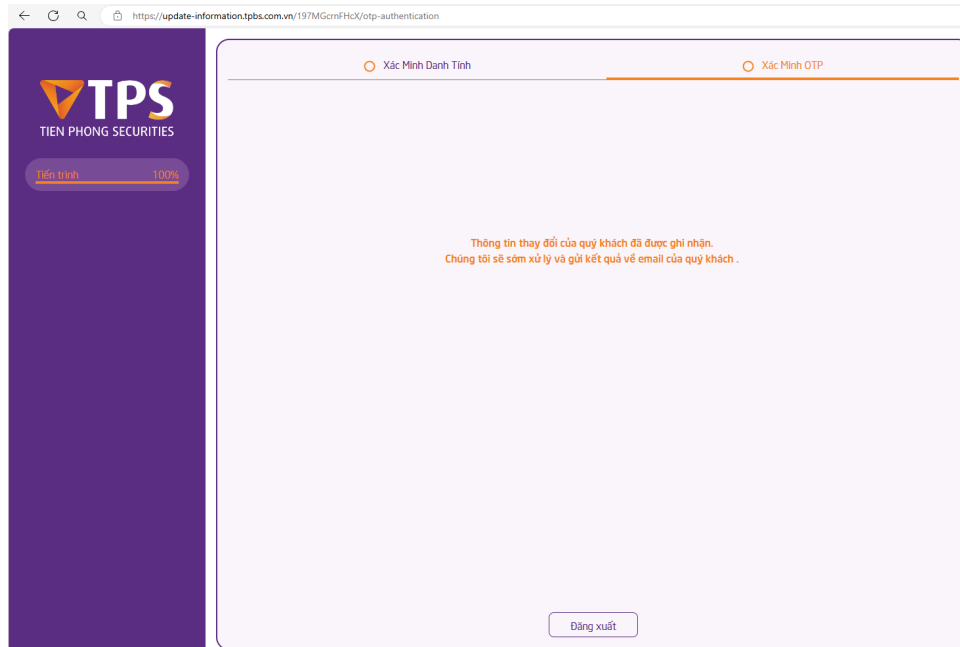 https://update-information.tpbs.com.vn/197MGcrnFHcX/otp-authentication
Xác Minh Danh Tính
Xác Minh OTP
TPS
TIEN PHONG SECURITIES
Tiến trình 100%
Thông tin thay đổi của quý khách đã được ghi nhận.
Chúng tôi sẽ sớm xử lý và gửi kết quả về email của quý khách .
Đăng xuất